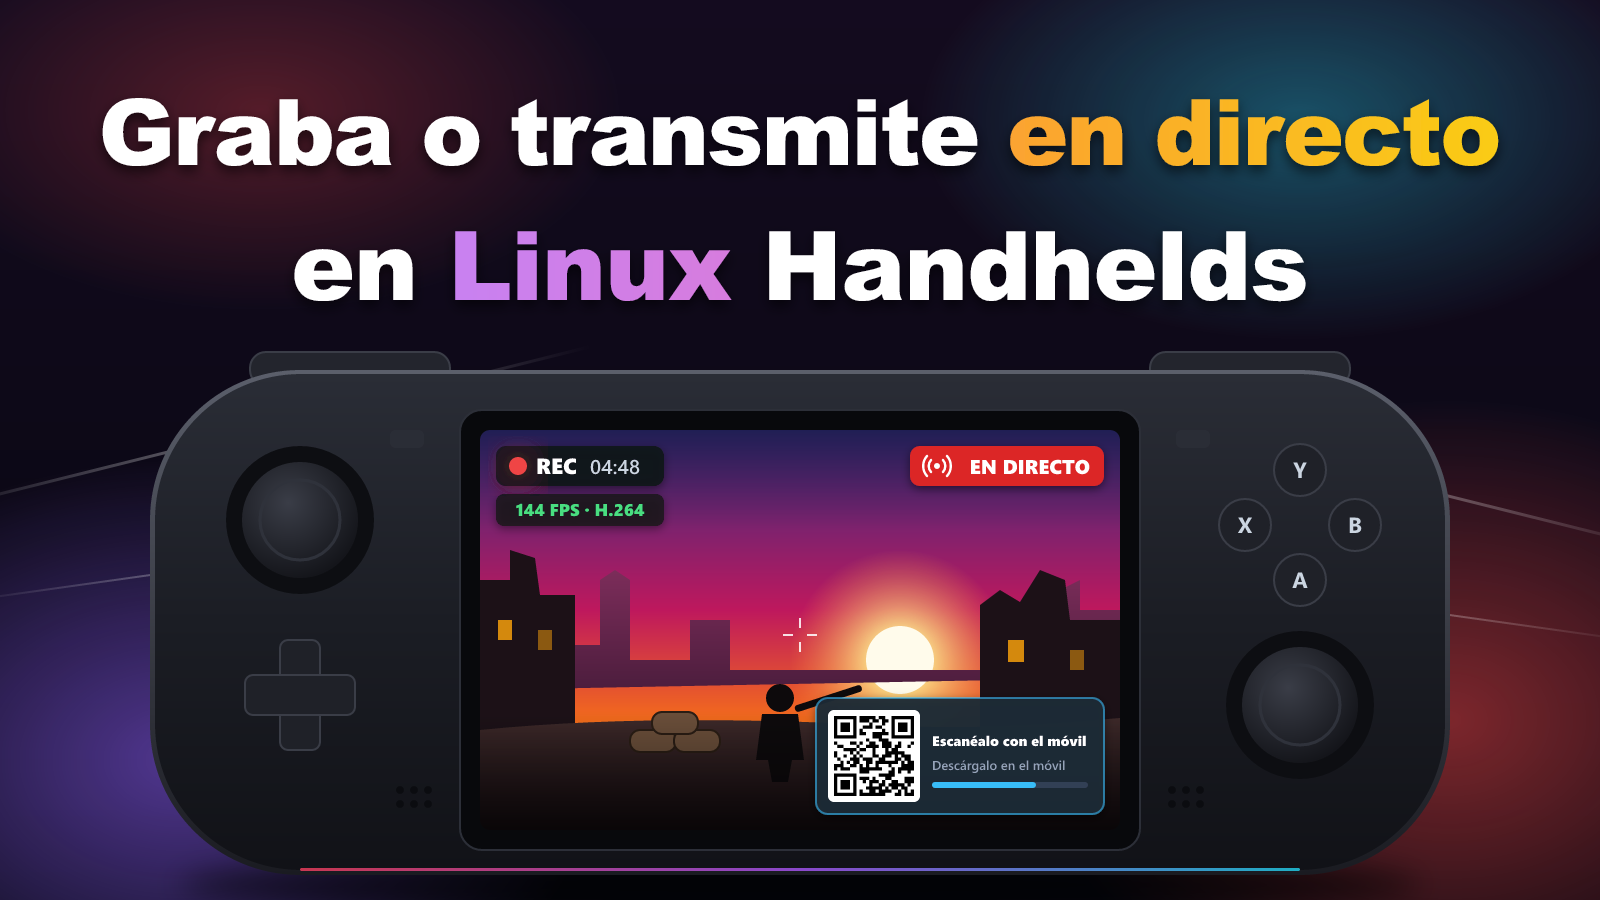 Graba o transmite en directo
en Linux Handhelds
REC 04:48
EN DIRECTO
144 FPS · H.264
Y
X
B
A
Escanéalo con el móvil
Descárgalo en el móvil